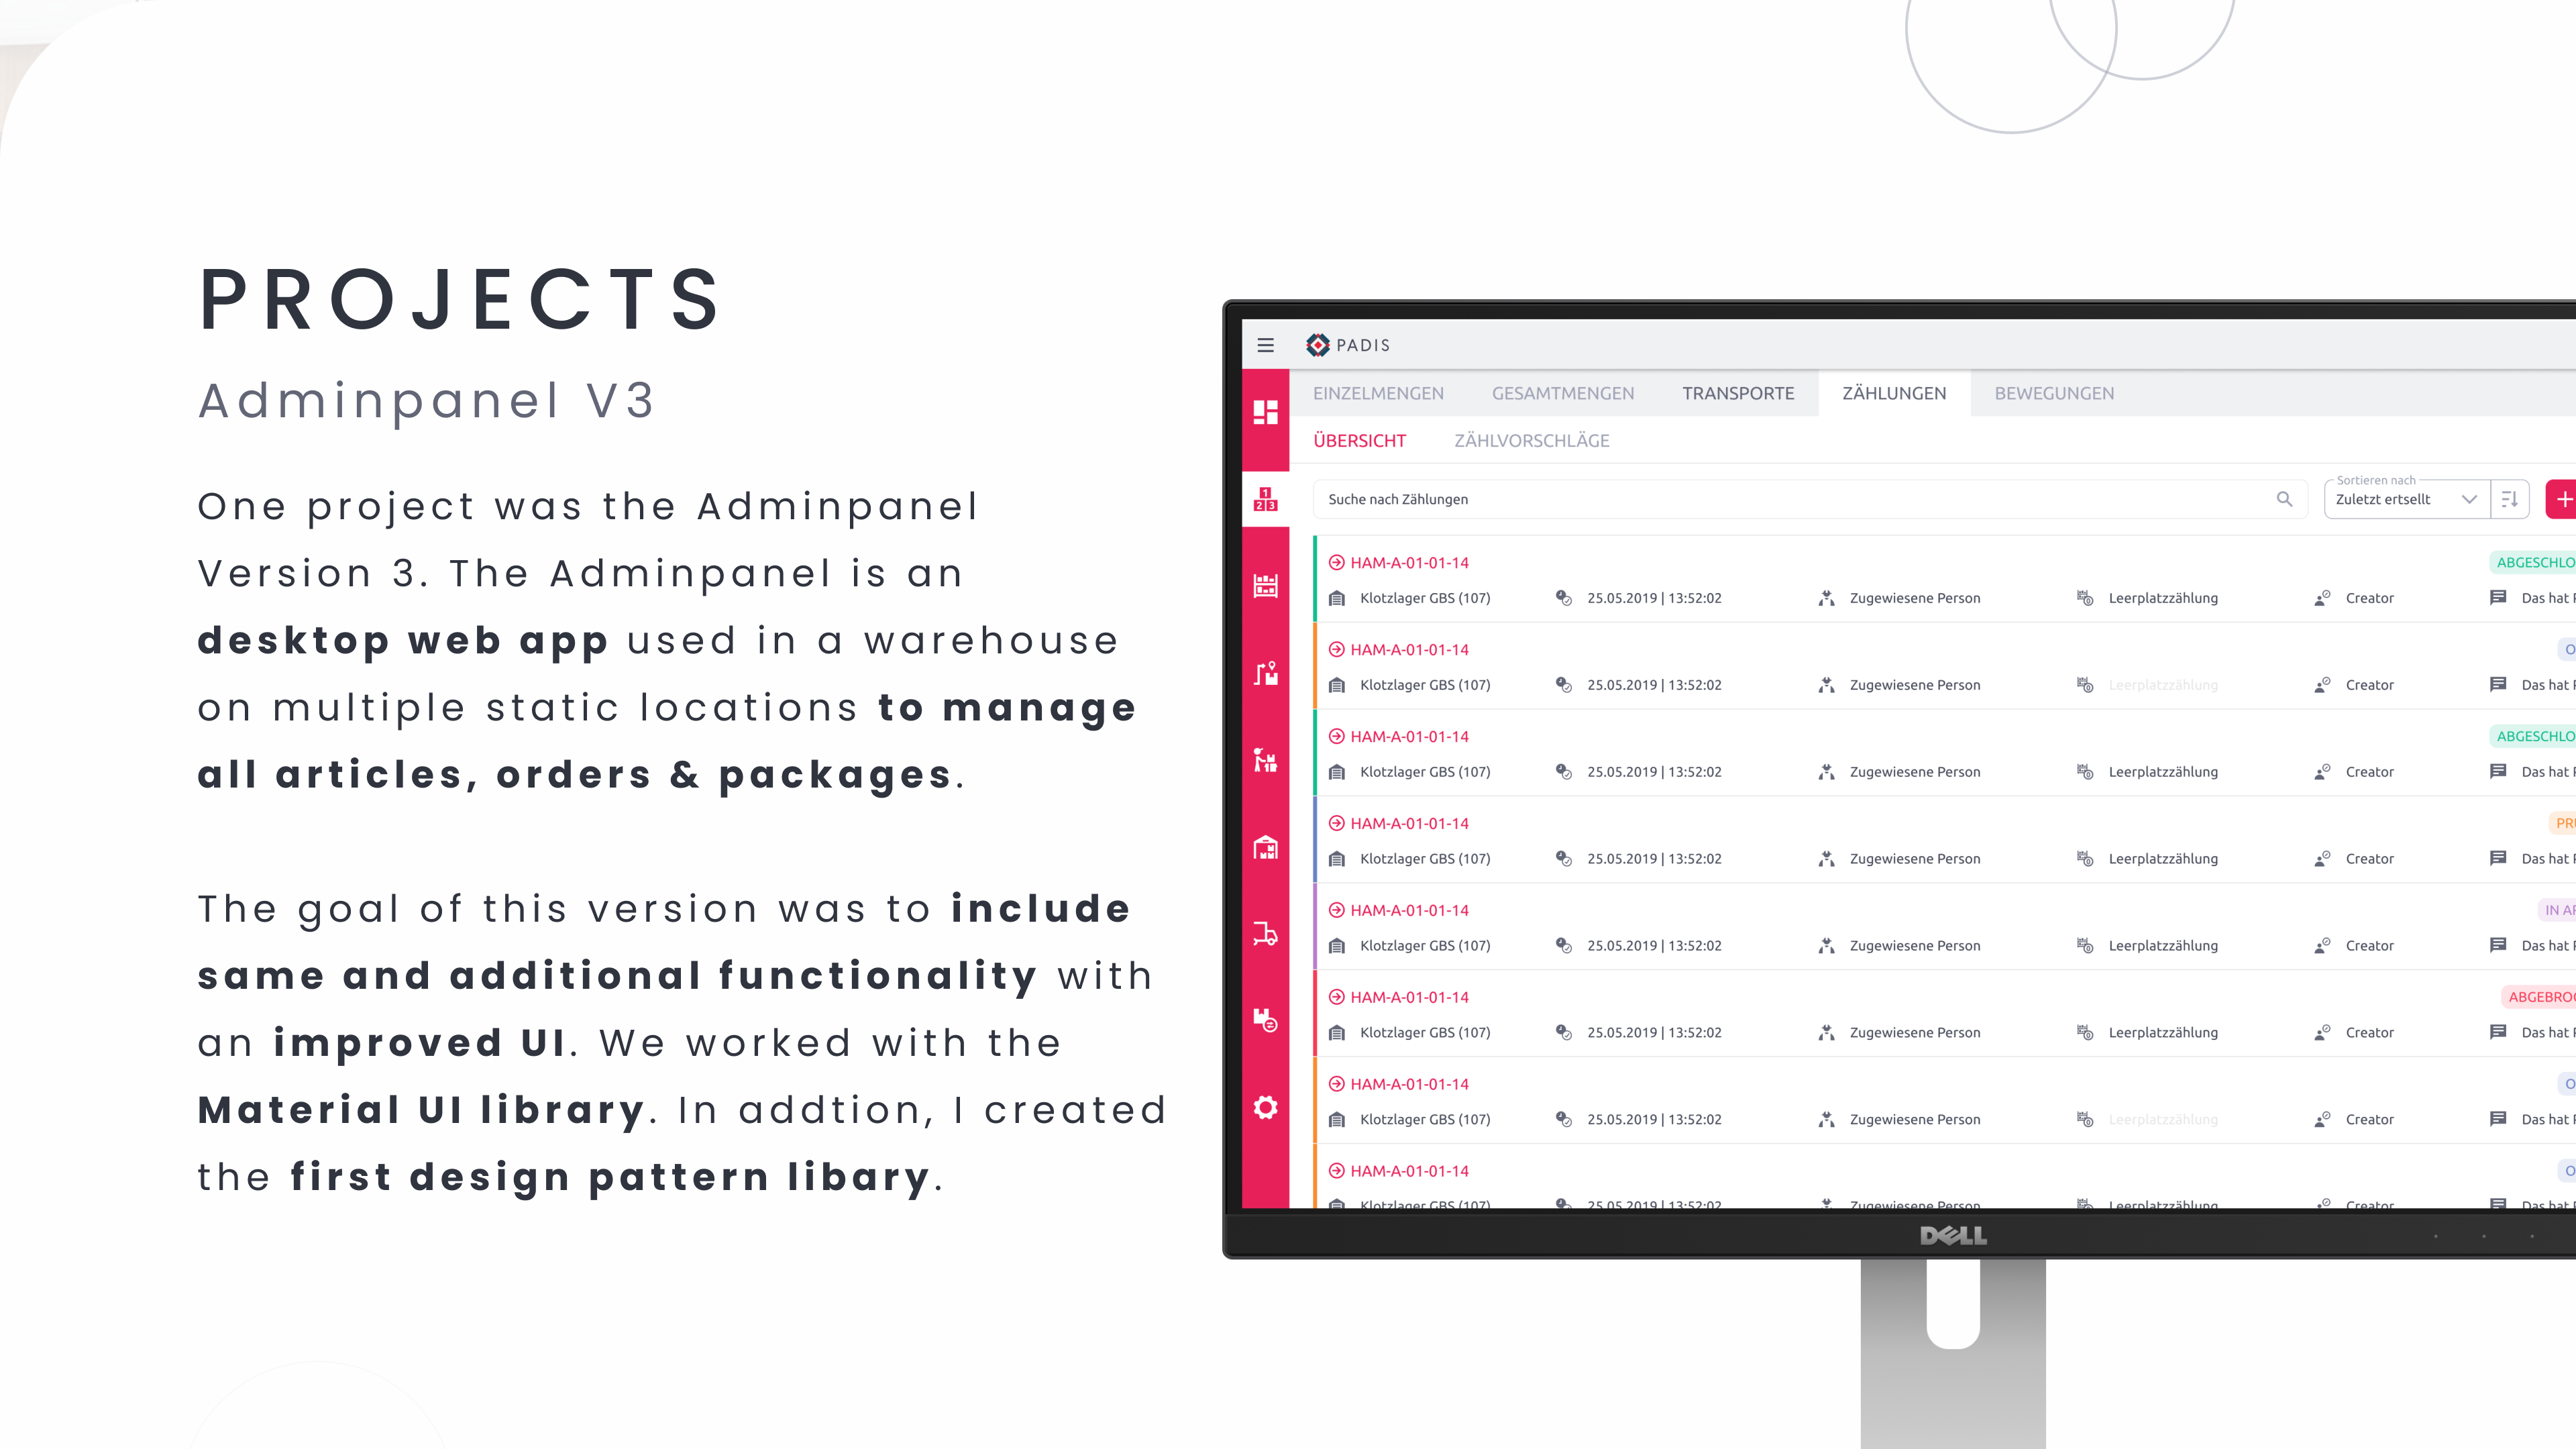 PROJECTS
Adminpanel V3
One project was the Adminpanel
Version 3. The Adminpanel is an
desktop web app used in a warehouse
on multiple static locations to manage
all articles, orders & packages.
The goal of this version was to include
same and additional functionality with
an improved UI. We worked with the
Material UI library. In addtion, I created
the first design pattern libary.
PADIS
EINZELMENGEN GESAMTMENGEN TRANSPORTE ZÄHLUNGEN BEWEGUNGEN
ÜBERSICHT ZÄHLVORSCHLÄGE
Sortieren nach
Suche nach Zählungen Zuletzt ertsellt
HAM-A-01-01-14 ABGESCHLO
Klotzlager GBS (107) 25.05.2019 | 13:52:02 Zugewiesene Person Leerplatzzählung Creator Das hat
HAM-A-01-01-14 O
Klotzlager GBS (107) 25.05.2019 | 13:52:02 Zugewiesene Person Leerplatzzählung Creator Das hat
HAM-A-01-01-14 ABGESCHLO
Klotzlager GBS (107) 25.05.2019 | 13:52:02 Zugewiesene Person Leerplatzzählung Creator Das hat
HAM-A-01-01-14 PR
Klotzlager GBS (107) 25.05.2019 | 13:52:02 Zugewiesene Person Leerplatzzählung Creator Das hat
HAM-A-01-01-14 IN A
Klotzlager GBS (107) 25.05.2019 | 13:52:02 Zugewiesene Person Leerplatzzählung Creator Das hat
HAM-A-01-01-14 ABGEBRO
Klotzlager GBS (107) 25.05.2019 | 13:52:02 Zugewiesene Person Leerplatzzählung Creator Das hat
HAM-A-01-01-14 O
Klotzlager GBS (107) 25.05.2019 | 13:52:02 Zugewiesene Person Leerplatzzählung Creator Das hat
HAM-A-01-01-14 O
Klotzlager GBS (107) 25.05.2019 | 13:52:02 Zugewiesene Person Leerplatzzählung Creator Das hat
DELL